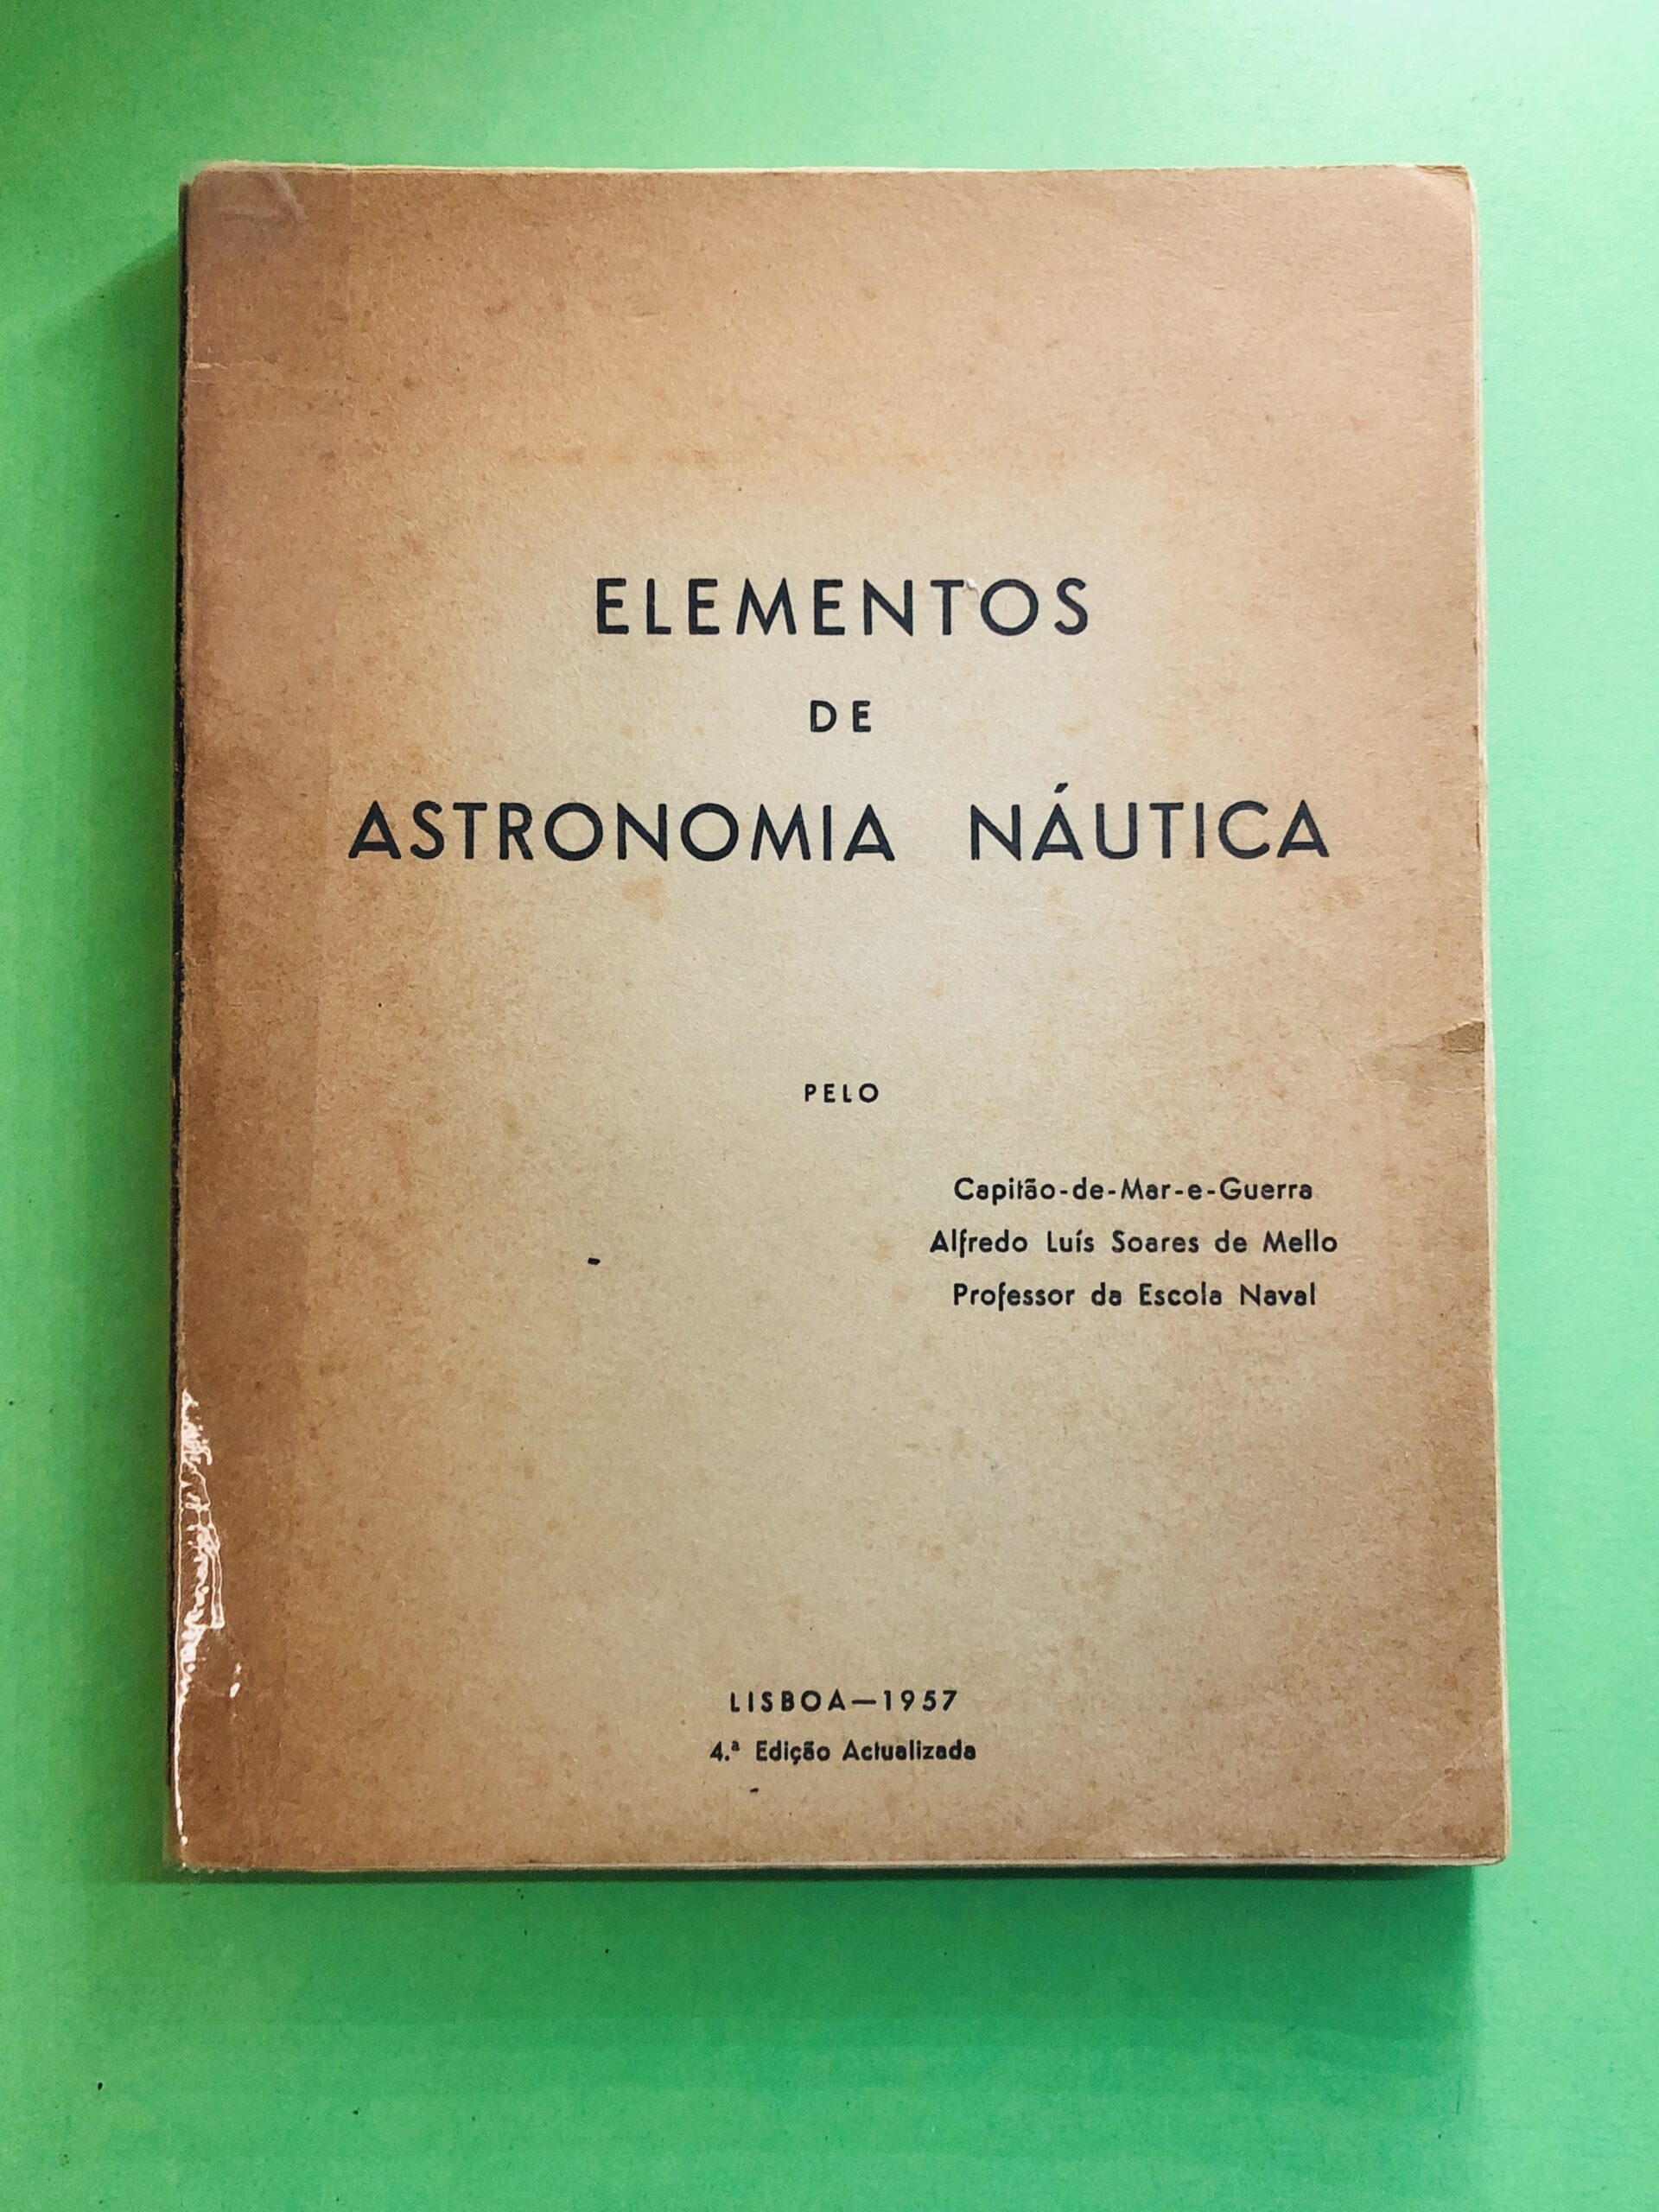 ELEMENTOS
DE
ASTRONOMIA NÁUTICA
PELO
Capitão-de-Mar-e-Guerra
Alfredo Luís Soares de Mello
Professor da Escola Naval
LISBOA—1957
4.ª Edição Actualizada